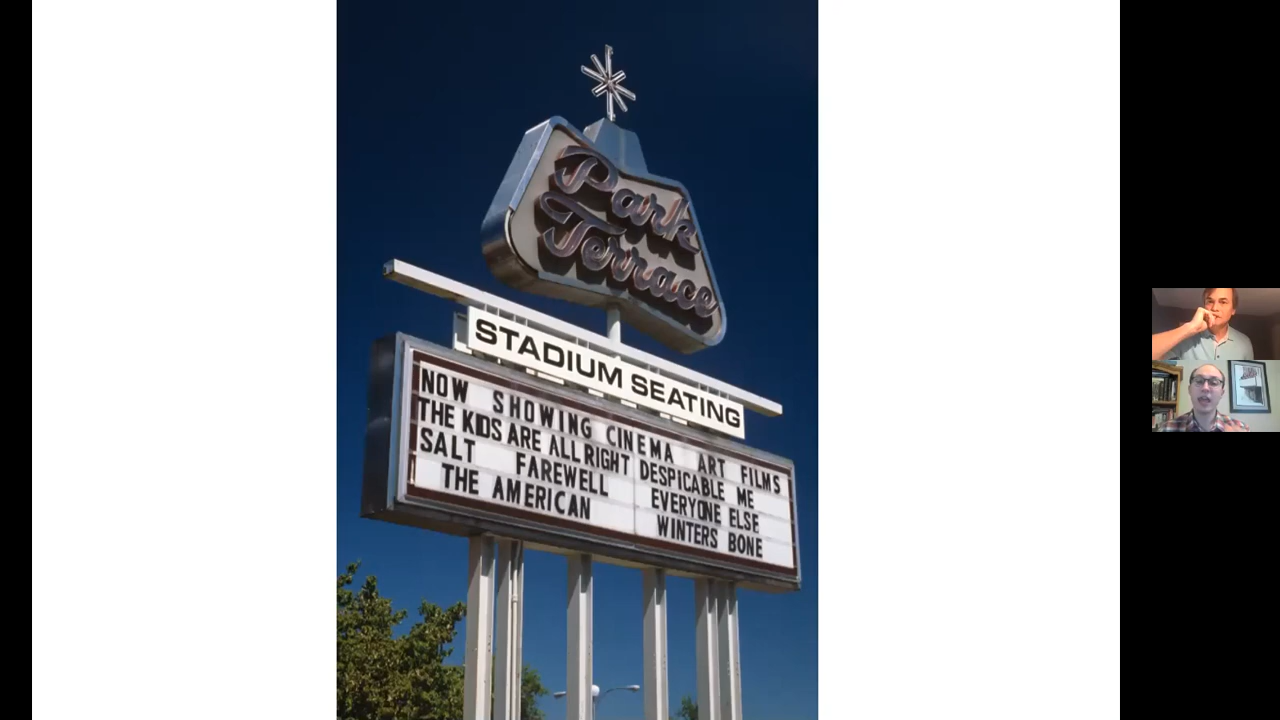 Park
Terrace
STADIUM SEATING
NOW SHOWING CINEMA ART FILMS
THE KIDS ARE ALL RIGHT DESPICABLE ME
SALT FAREWELL EVERYONE ELSE
THE AMERICAN WINTERS BONE